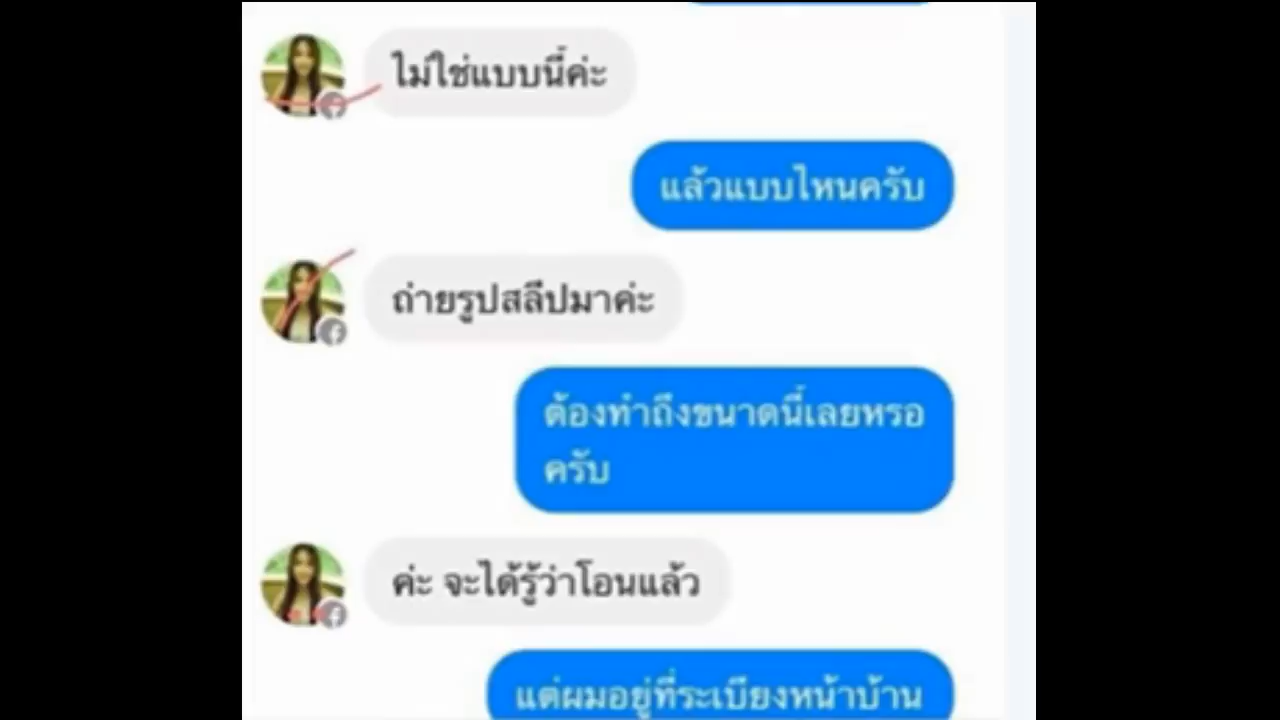 ไม่ใช่แบบนี้ค่ะ
แล้วแบบไหนครับ
ถ่ายรูปสลีปมาค่ะ
ต้องทำถึงขนาดนี้เลยหรอ
ครับ
ค่ะ จะได้รู้ว่าโอนแล้ว
แต่ผมอยู่ที่ระเบียงหน้าบ้าน